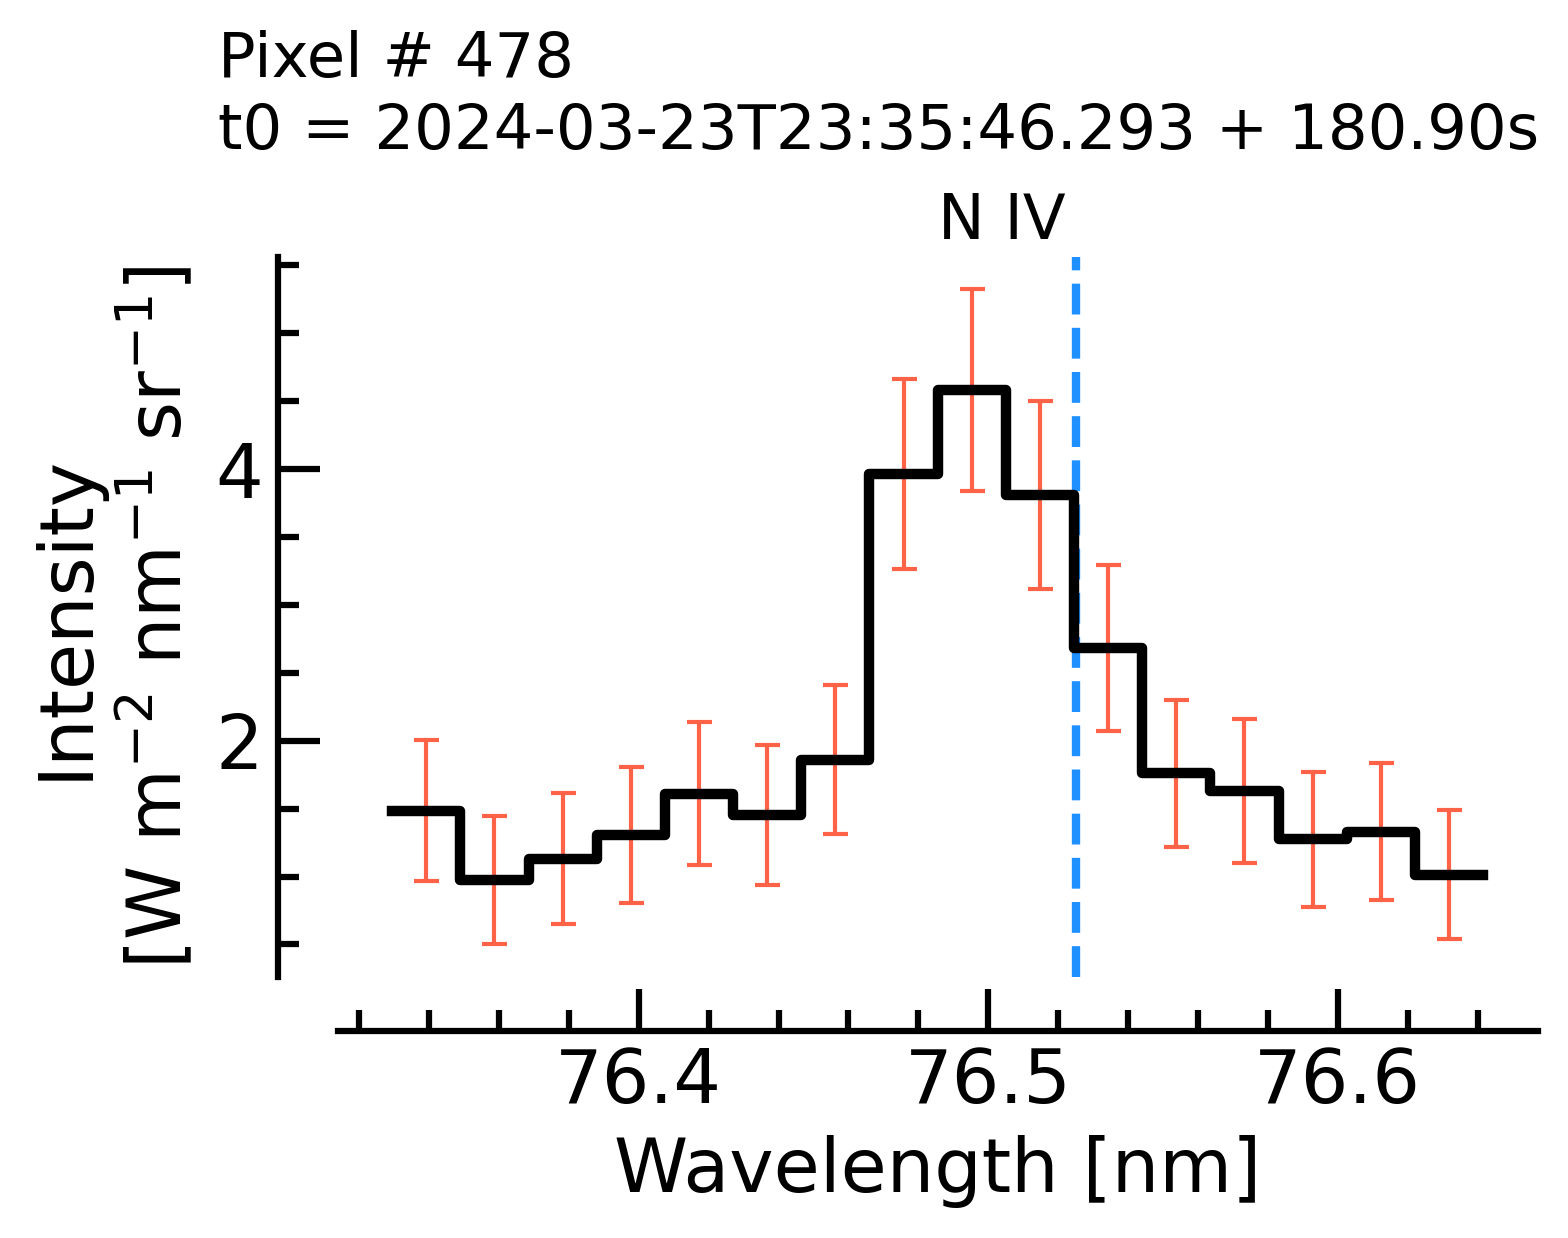 Pixel # 478
t0 = 2024-03-23T23:35:46.293 + 180.90s
N IV
Intensity
[W m⁻² nm⁻¹ sr⁻¹]
4
2
76.4 76.5 76.6
Wavelength [nm]